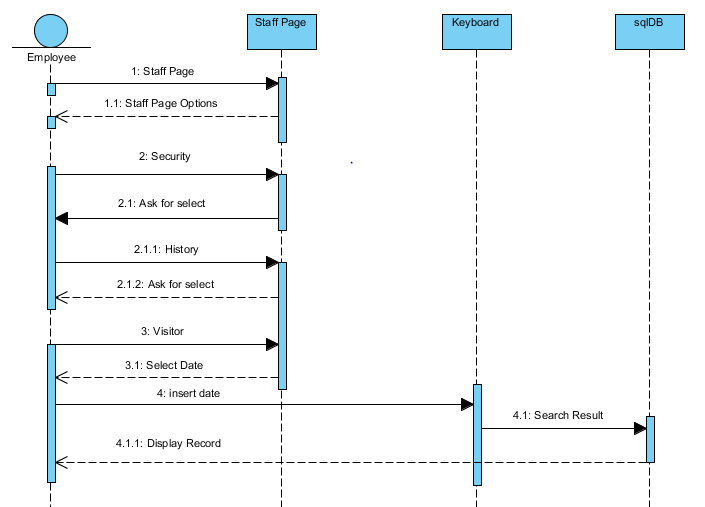 Staff Page
Keyboard
sqlDB
Employee
1: Staff Page
1.1: Staff Page Options
2: Security
2.1: Ask for select
2.1.1: History
2.1.2: Ask for select
3: Visitor
3.1: Select Date
4: insert date
4.1: Search Result
4.1.1: Display Record